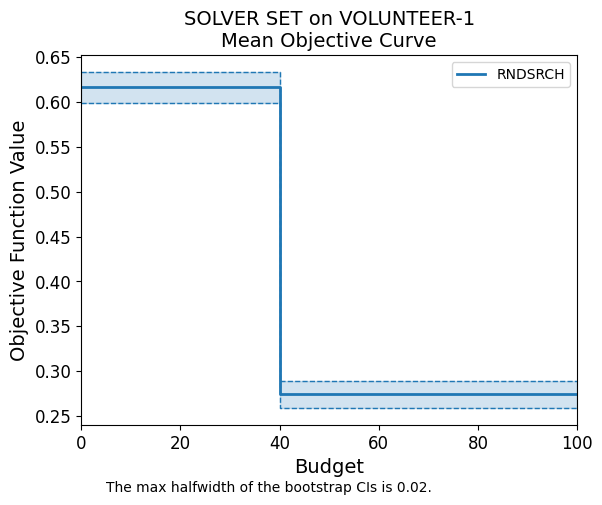 SOLVER SET on VOLUNTEER-1
Mean Objective Curve
RNDSRCH
Objective Function Value
0.65
0.60
0.55
0.50
0.45
0.40
0.35
0.30
0.25
0 20 40 60 80 100
Budget
The max halfwidth of the bootstrap CIs is 0.02.